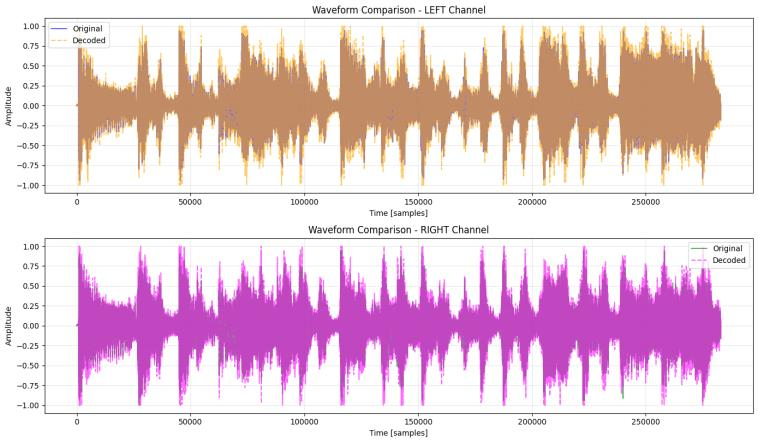 Waveform Comparison - LEFT Channel
Original
Decoded
1.00
0.75
0.50
0.25
0.00
−0.25
−0.50
−0.75
−1.00
Amplitude
0 50000 100000 150000 200000 250000
Time [samples]
Waveform Comparison - RIGHT Channel
Original
Decoded
1.00
0.75
0.50
0.25
0.00
−0.25
−0.50
−0.75
−1.00
Amplitude
0 50000 100000 150000 200000 250000
Time [samples]